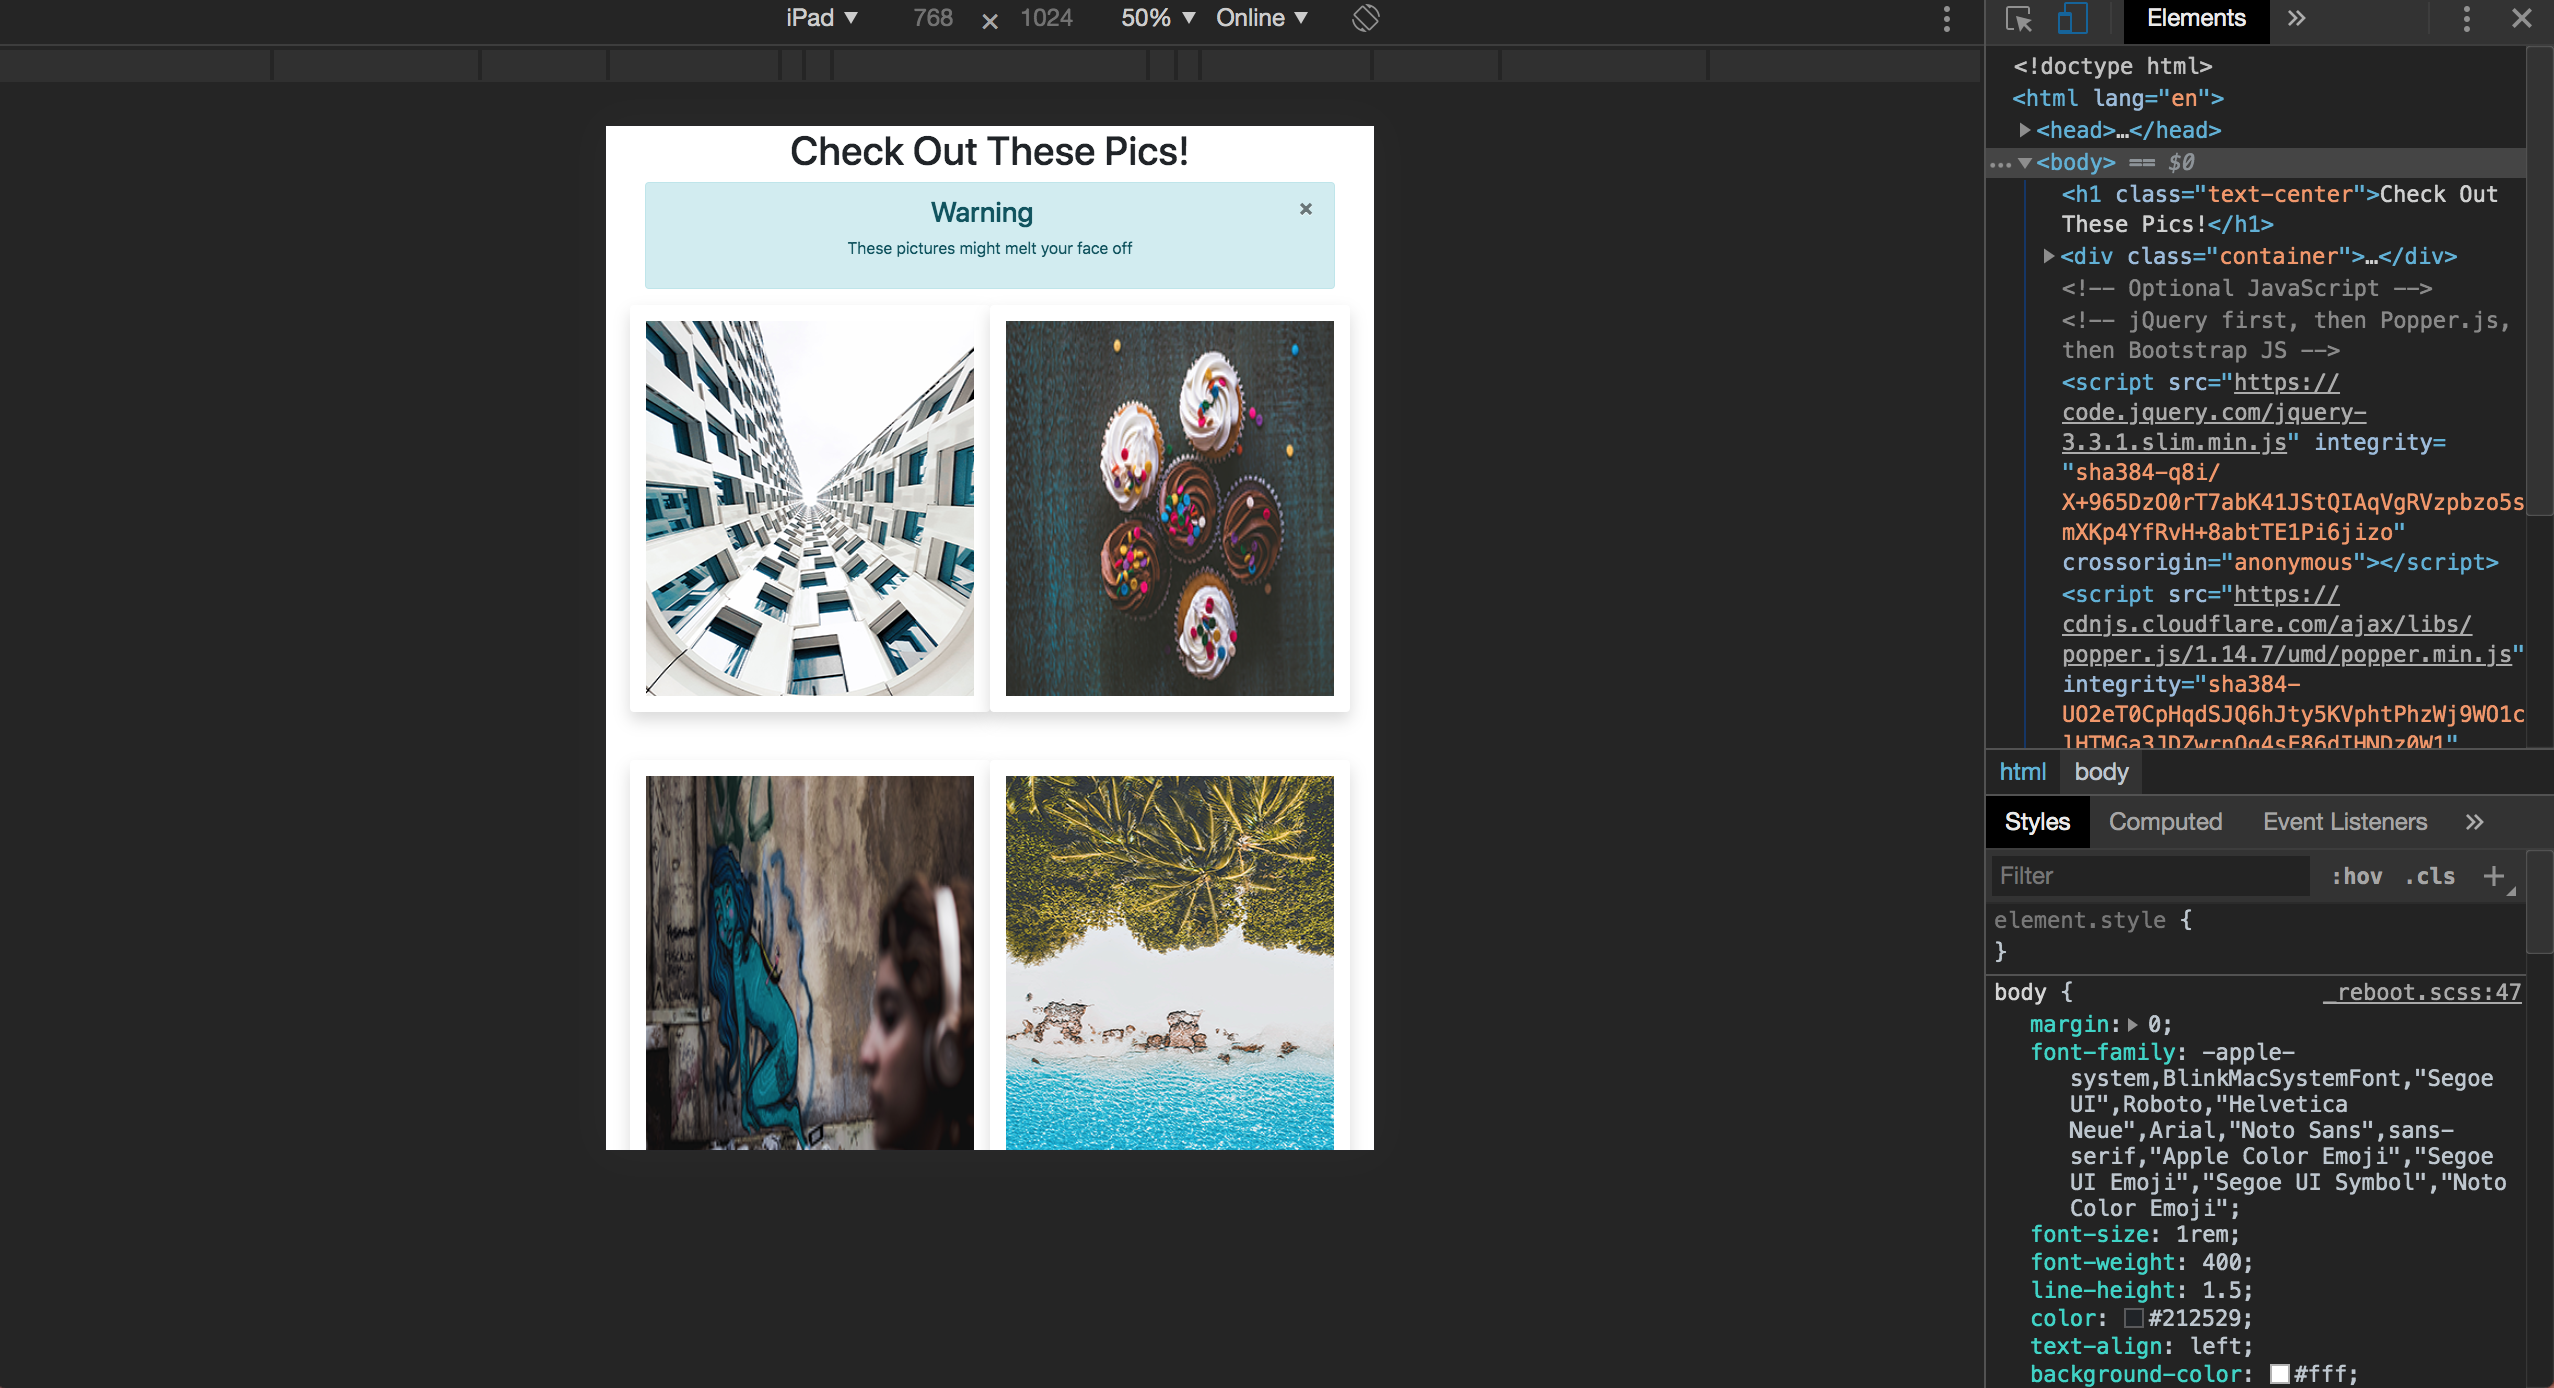 iPad ▼ 768 × 1024 50% ▼ Online ▼
Elements »
<!doctype html>
<html lang="en">
▶<head>…</head>
…▼<body> == $0
<h1 class="text-center">Check Out
These Pics!</h1>
▶<div class="container">…</div>
<!-- Optional JavaScript -->
<!-- jQuery first, then Popper.js,
then Bootstrap JS -->
<script src="https://
code.jquery.com/jquery-
3.3.1.slim.min.js" integrity=
"sha384-q8i/
X+965DzO0rT7abK41JStQIAqVgRVzpbzo5s
mXKp4YfRvH+8abtTE1Pi6jizo"
crossorigin="anonymous"></script>
<script src="https://
cdnjs.cloudflare.com/ajax/libs/
popper.js/1.14.7/umd/popper.min.js"
integrity="sha384-
UO2eT0CpHqdSJQ6hJty5KVphtPhzWj9WO1c
lHTMGa3JDZwrnQq4sF86dIHNDz0W1"
html body
Styles Computed Event Listeners »
Filter :hov .cls +
element.style {
}
body { _reboot.scss:47
margin:▶ 0;
font-family: -apple-
system,BlinkMacSystemFont,"Segoe
UI",Roboto,"Helvetica
Neue",Arial,"Noto Sans",sans-
serif,"Apple Color Emoji","Segoe
UI Emoji","Segoe UI Symbol","Noto
Color Emoji";
font-size: 1rem;
font-weight: 400;
line-height: 1.5;
color: #212529;
text-align: left;
background-color: #fff;
Check Out These Pics!
Warning ×
These pictures might melt your face off